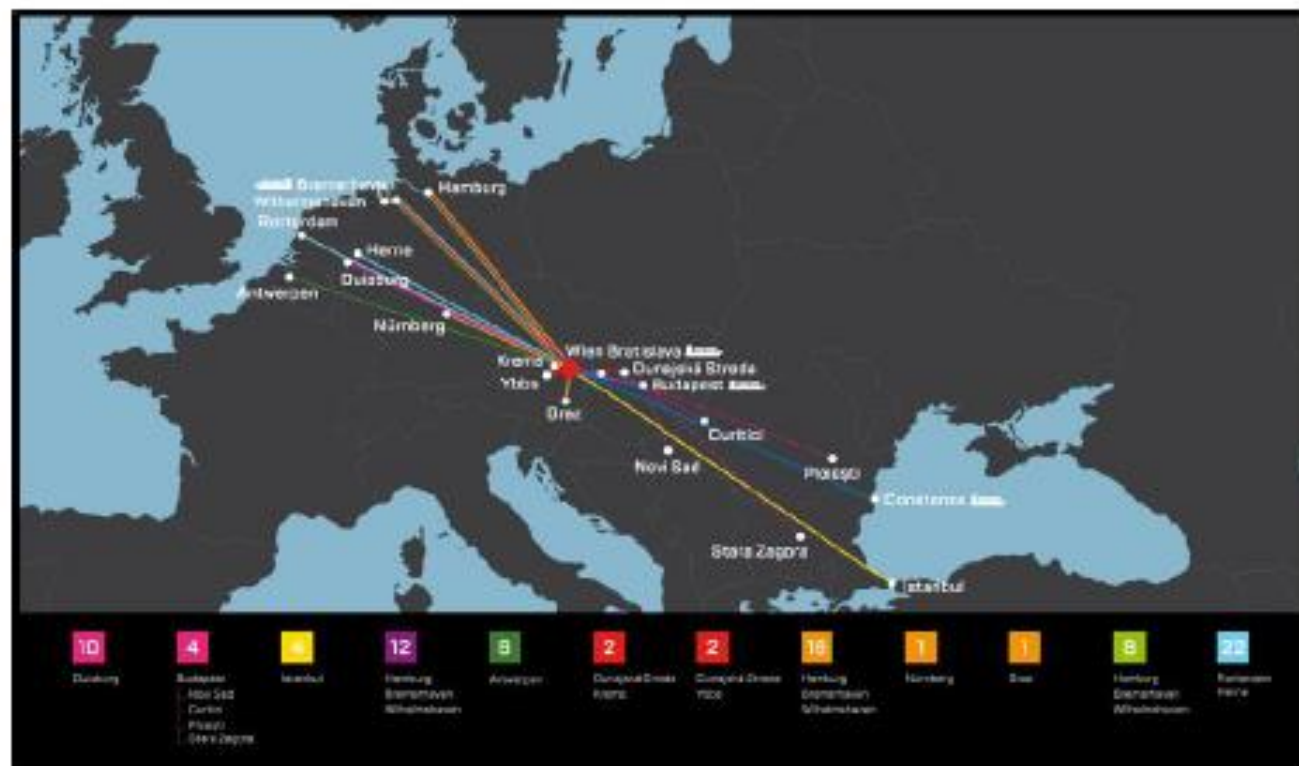 Bremerhaven
Hamburg
Wilhelmshaven
Rotterdam
Herne
Duisburg
Antwerpen
Nürnberg
Wien Bratislava
Krems
Dunajská Streda
Ybbs
Budapest
Graz
Curtici
Novi Sad
Ploiești
Constanza
Stara Zagora
Istanbul
10 4 12 2 2 16 1 1 8 22
Duisburg
Budapest
Novi Sad
Curtici
Ploiești
Stara Zagora
Istanbul
Hamburg
Bremerhaven
Wilhelmshaven
Antwerpen
Dunajská Streda
Krems
Dunajská Streda
Ybbs
Hamburg
Bremerhaven
Wilhelmshaven
Nürnberg
Graz
Hamburg
Bremerhaven
Wilhelmshaven
Rotterdam
Herne